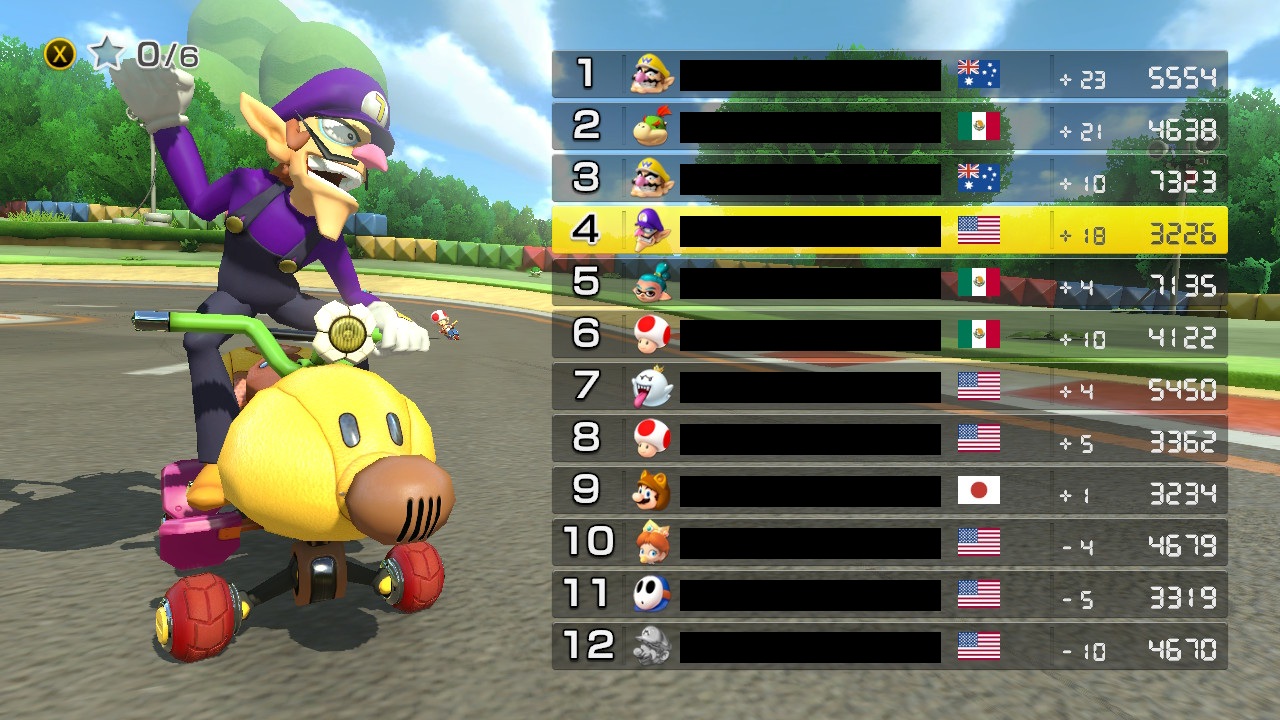 X 0/6
1 + 23 5554
2 + 21 4638
3 + 10 7323
4 + 18 3226
5 + 4 7135
6 + 10 4122
7 + 4 5450
8 + 5 3362
9 + 1 3234
10 - 4 4679
11 - 5 3319
12 - 10 4670